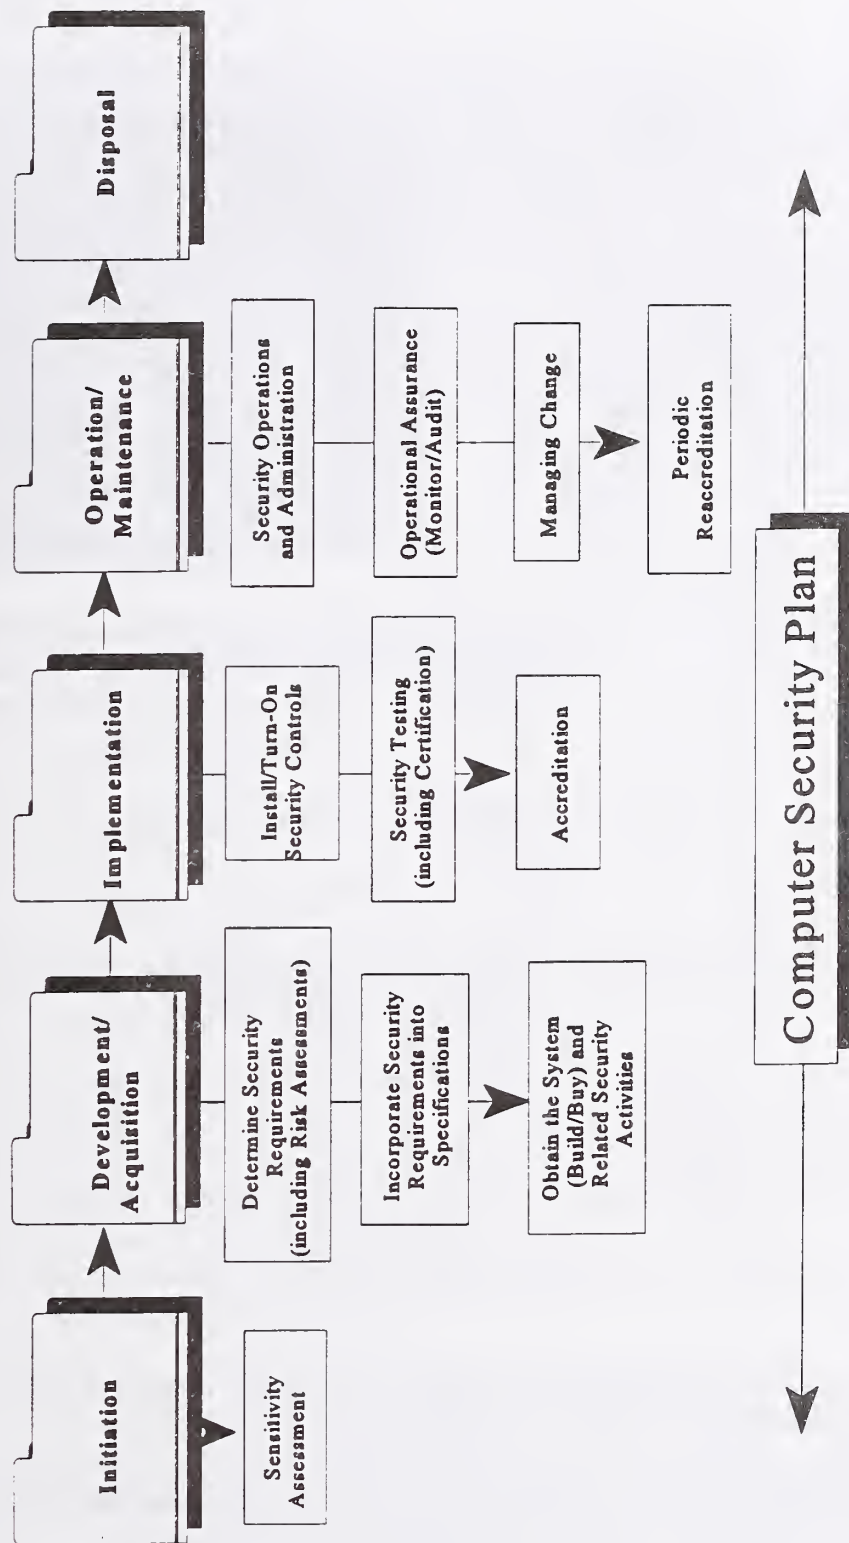 Initiation
Sensitivity
Assessment
Development/
Acquisition
Determine Security
Requirements
(including Risk Assessments)
Incorporate Security
Requirements into
Specifications
Obtain the System
(Build/Buy) and
Related Security
Activities
Implementation
Install/Turn-On
Security Controls
Security Testing
(including Certification)
Accreditation
Operation/
Maintenance
Security Operations
and Administration
Operational Assurance
(Monitor/Audit)
Managing Change
Periodic
Reaccreditation
Disposal
Computer Security Plan